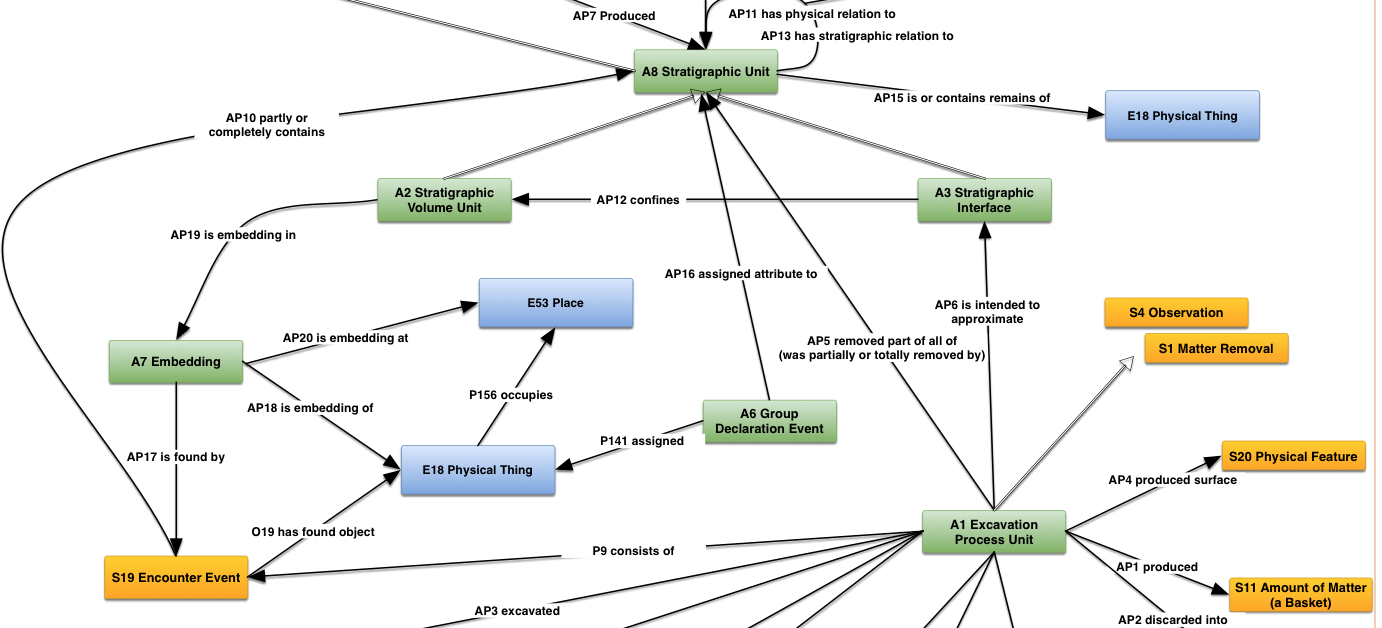 AP7 Produced
AP11 has physical relation to
AP13 has stratigraphic relation to
A8 Stratigraphic Unit
AP15 is or contains remains of
E18 Physical Thing
AP10 partly or
completely contains
A2 Stratigraphic
Volume Unit
AP12 confines
A3 Stratigraphic
Interface
AP19 is embedding in
AP16 assigned attribute to
E53 Place
AP6 is intended to
approximate
S4 Observation
AP20 is embedding at
AP5 removed part of all of
(was partially or totally removed by)
S1 Matter Removal
A7 Embedding
P156 occupies
AP18 is embedding of
A6 Group
Declaration Event
P141 assigned
AP17 is found by
E18 Physical Thing
S20 Physical Feature
AP4 produced surface
O19 has found object
A1 Excavation
Process Unit
P9 consists of
S19 Encounter Event
AP1 produced
S11 Amount of Matter
(a Basket)
AP3 excavated
AP2 discarded into